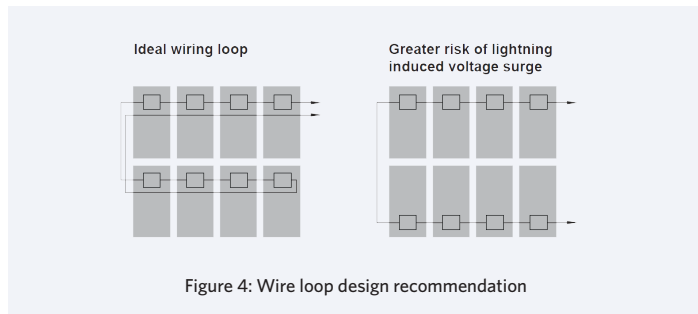 Ideal wiring loop
Greater risk of lightning
induced voltage surge
Figure 4: Wire loop design recommendation